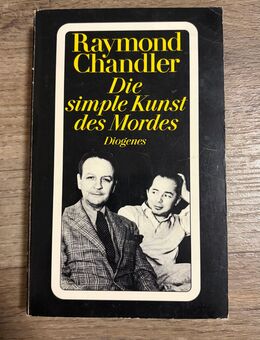 Raymond
Chandler
Die
simple Kunst
des Mordes
Diogenes